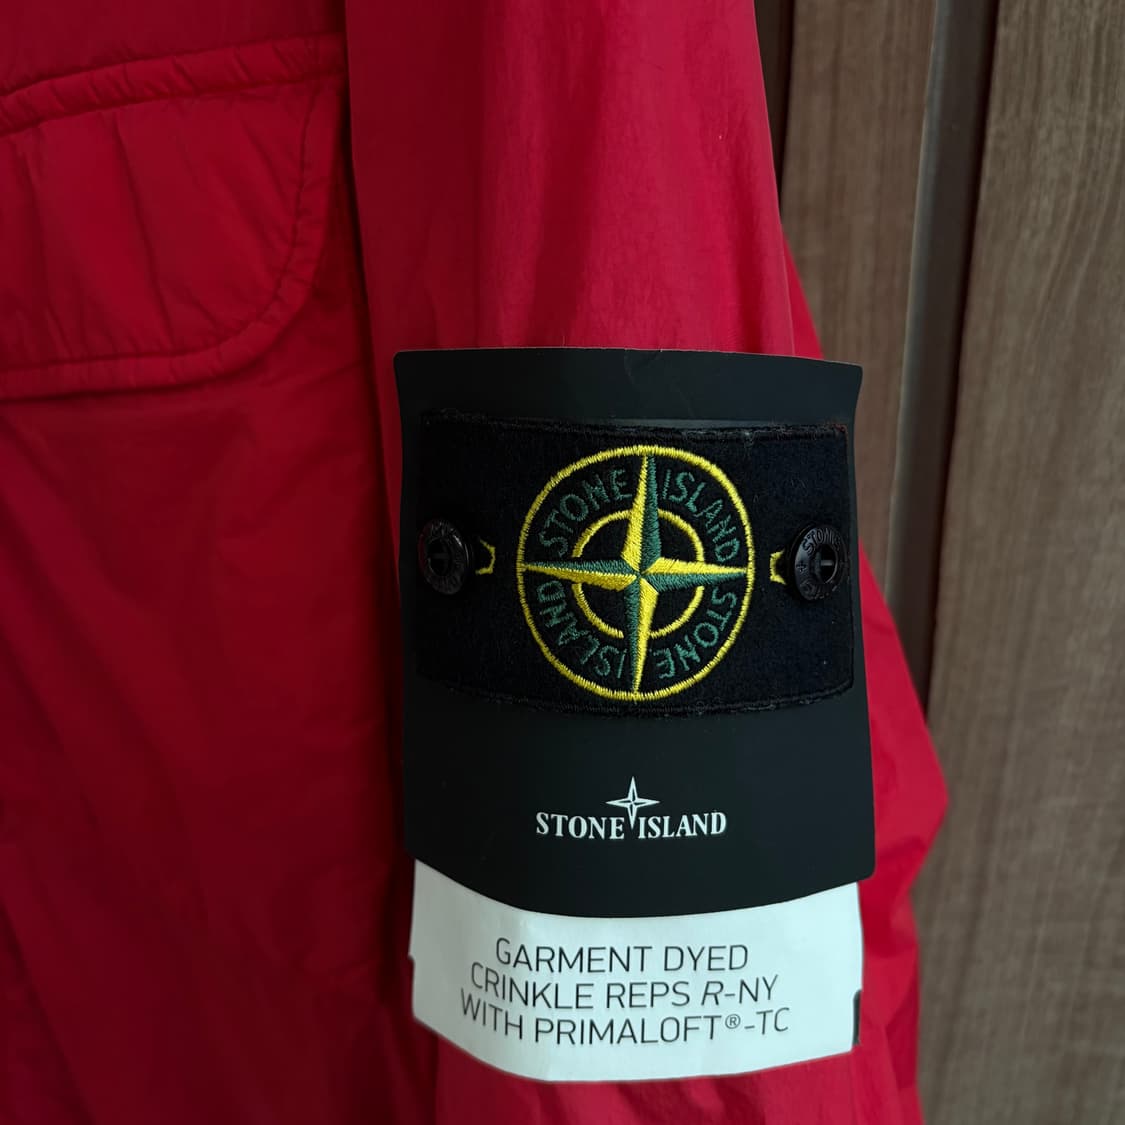 STONE ISLAND
STONE ISLAND
STONE ISLAND
GARMENT DYED
CRINKLE REPS R-NY
WITH PRIMALOFT®-TC